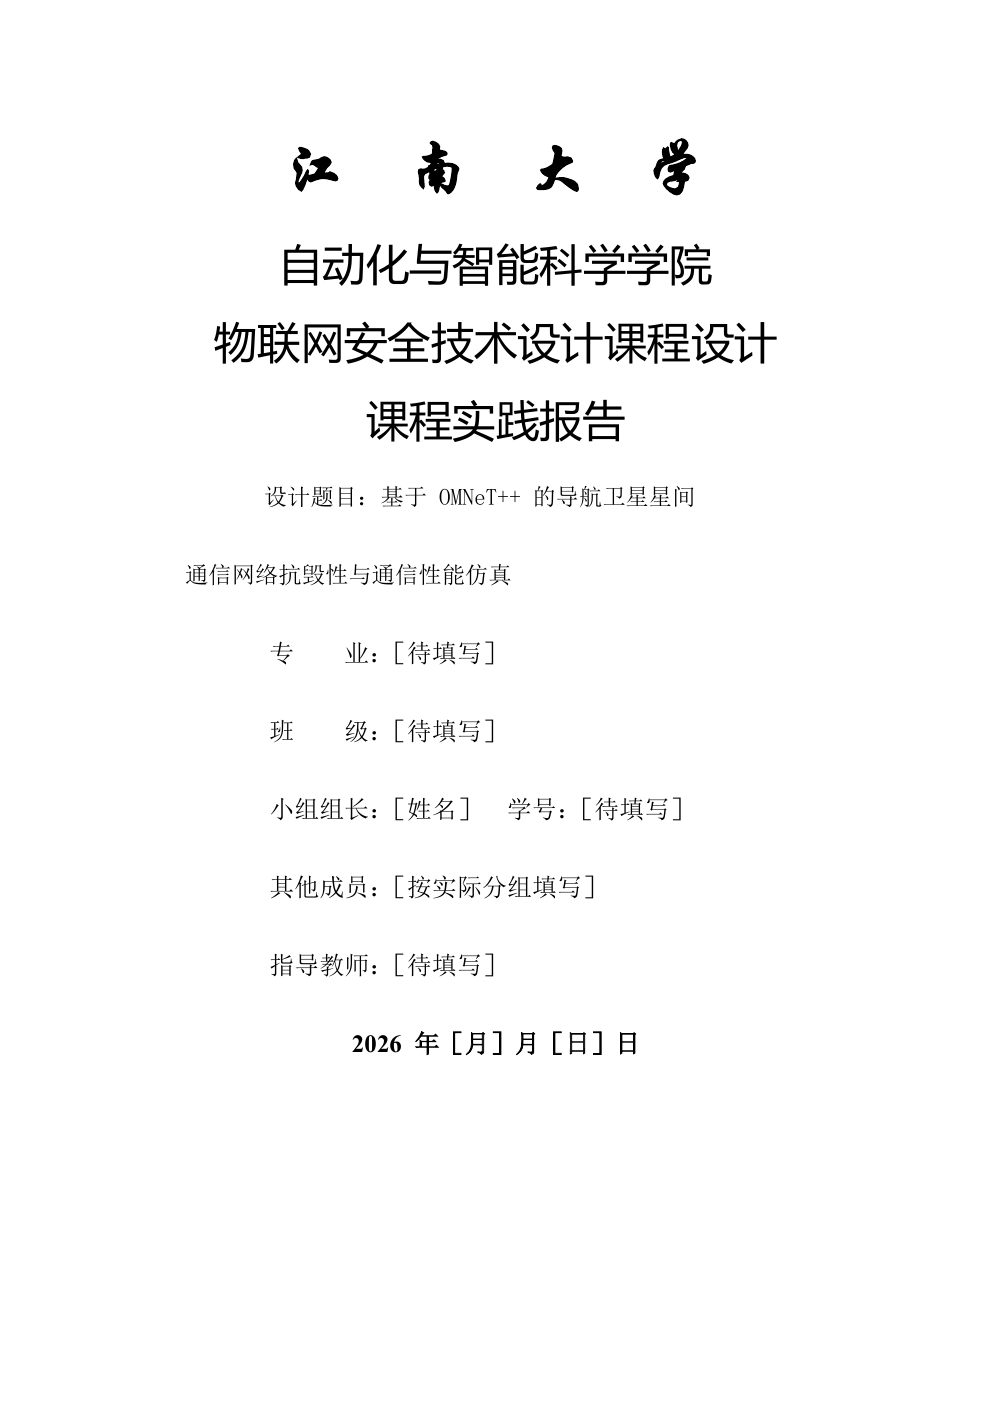 江 南 大 学
自动化与智能科学学院
物联网安全技术设计课程设计
课程实践报告
设计题目：基于 OMNeT++ 的导航卫星星间
通信网络抗毁性与通信性能仿真
专 业：［待填写］
班 级：［待填写］
小组组长：［姓名］ 学号：［待填写］
其他成员：［按实际分组填写］
指导教师：［待填写］
2026 年［月］月［日］日